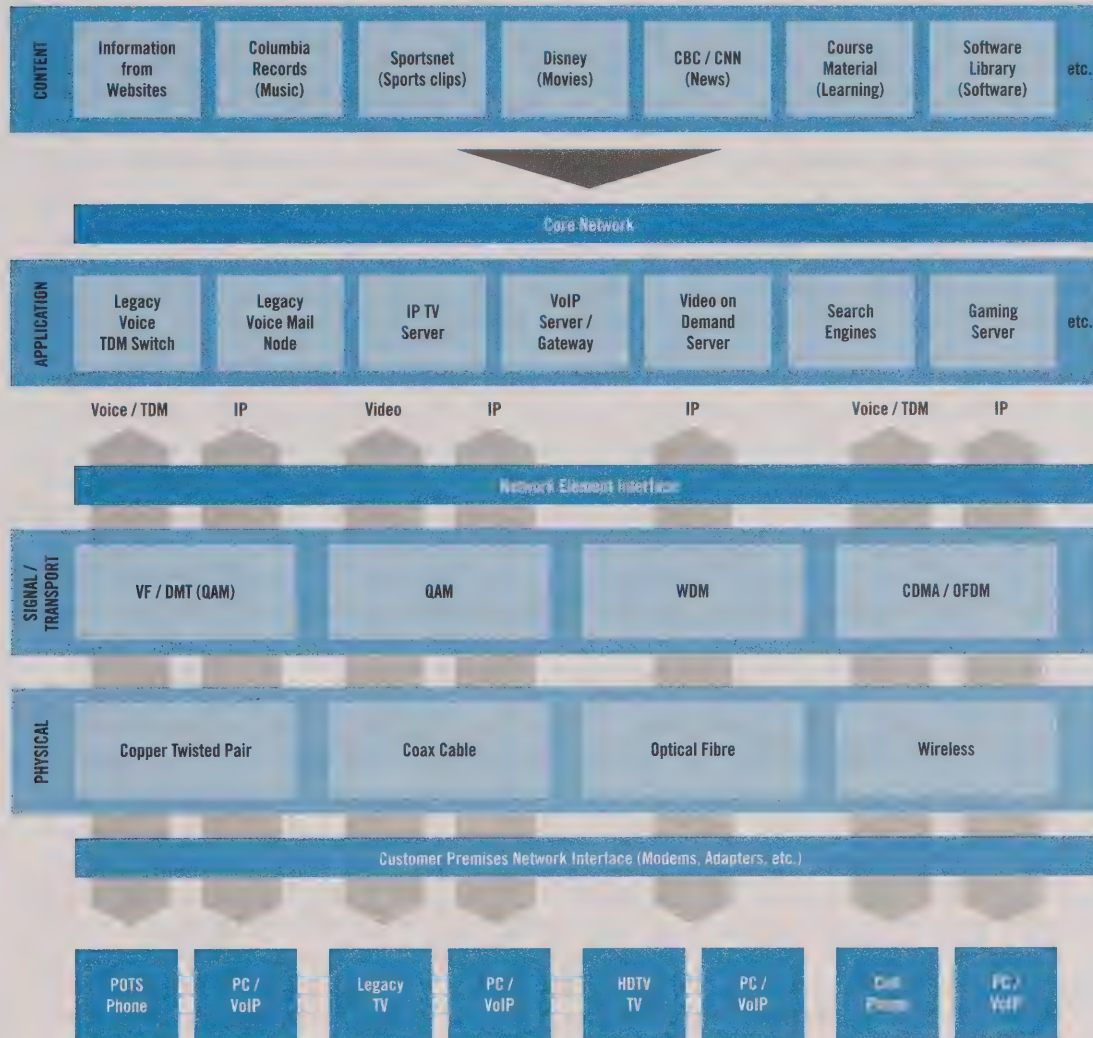 CONTENT
Information
from
Websites
Columbia
Records
(Music)
Sportsnet
(Sports clips)
Disney
(Movies)
CBC / CNN
(News)
Course
Material
(Learning)
Software
Library
(Software)
etc.
Core Network
APPLICATION
Legacy
Voice
TDM Switch
Legacy
Voice Mail
Node
IP TV
Server
VoIP
Server /
Gateway
Video on
Demand
Server
Search
Engines
Gaming
Server
etc.
Voice / TDM
IP
Video
IP
IP
Voice / TDM
IP
Network Element Interface
SIGNAL /
TRANSPORT
VF / DMT (QAM)
QAM
WDM
CDMA / OFDM
PHYSICAL
Copper Twisted Pair
Coax Cable
Optical Fibre
Wireless
Customer Premises Network Interface (Modems, Adapters, etc.)
POTS
Phone
PC /
VoIP
Legacy
TV
PC /
VoIP
HDTV
TV
PC /
VoIP
Cell
Phone
PC /
VoIP